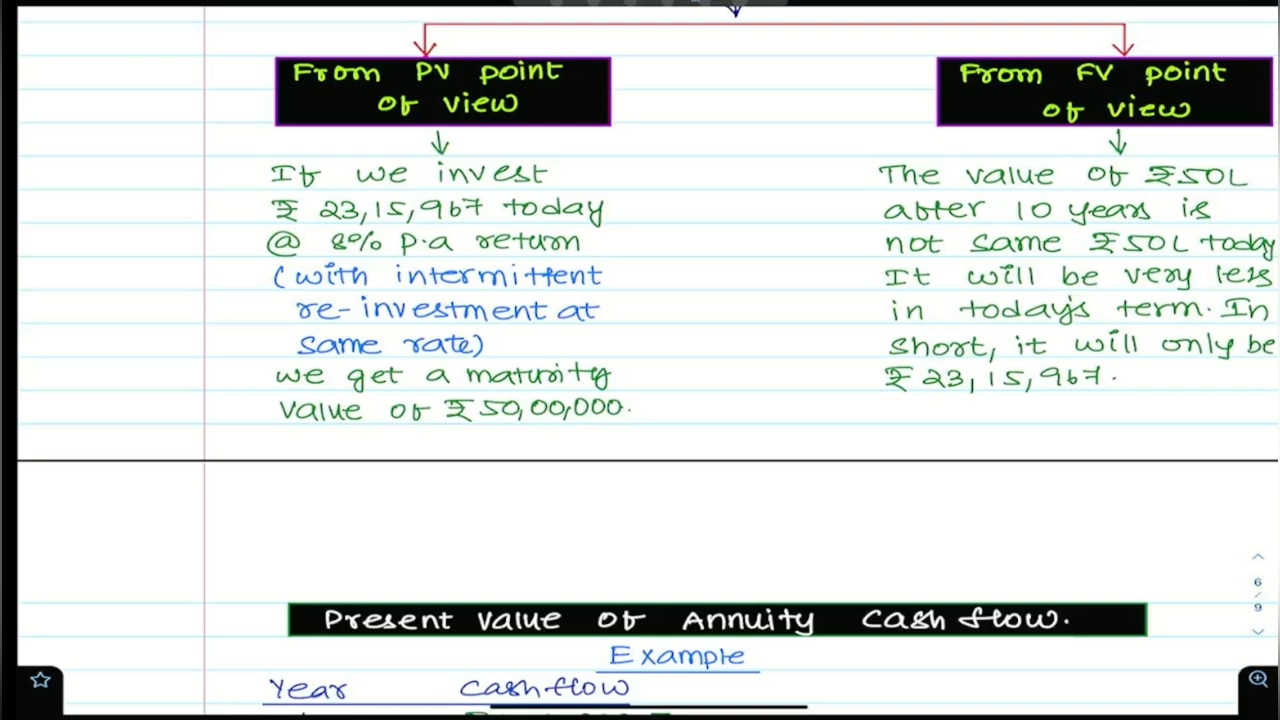 From PV point
of view
If we invest
₹ 23,15,967 today
@ 8% p.a return
(with intermittent
re-investment at
same rate)
we get a maturity
value of ₹50,00,000.
From FV point
of view
The value of ₹50L
after 10 years is
not same ₹50L today
It will be very less
in today's term. In
short, it will only be
₹23,15,967.
Present value of Annuity Cash flow.
Example
Year Cashflow
6
/
9